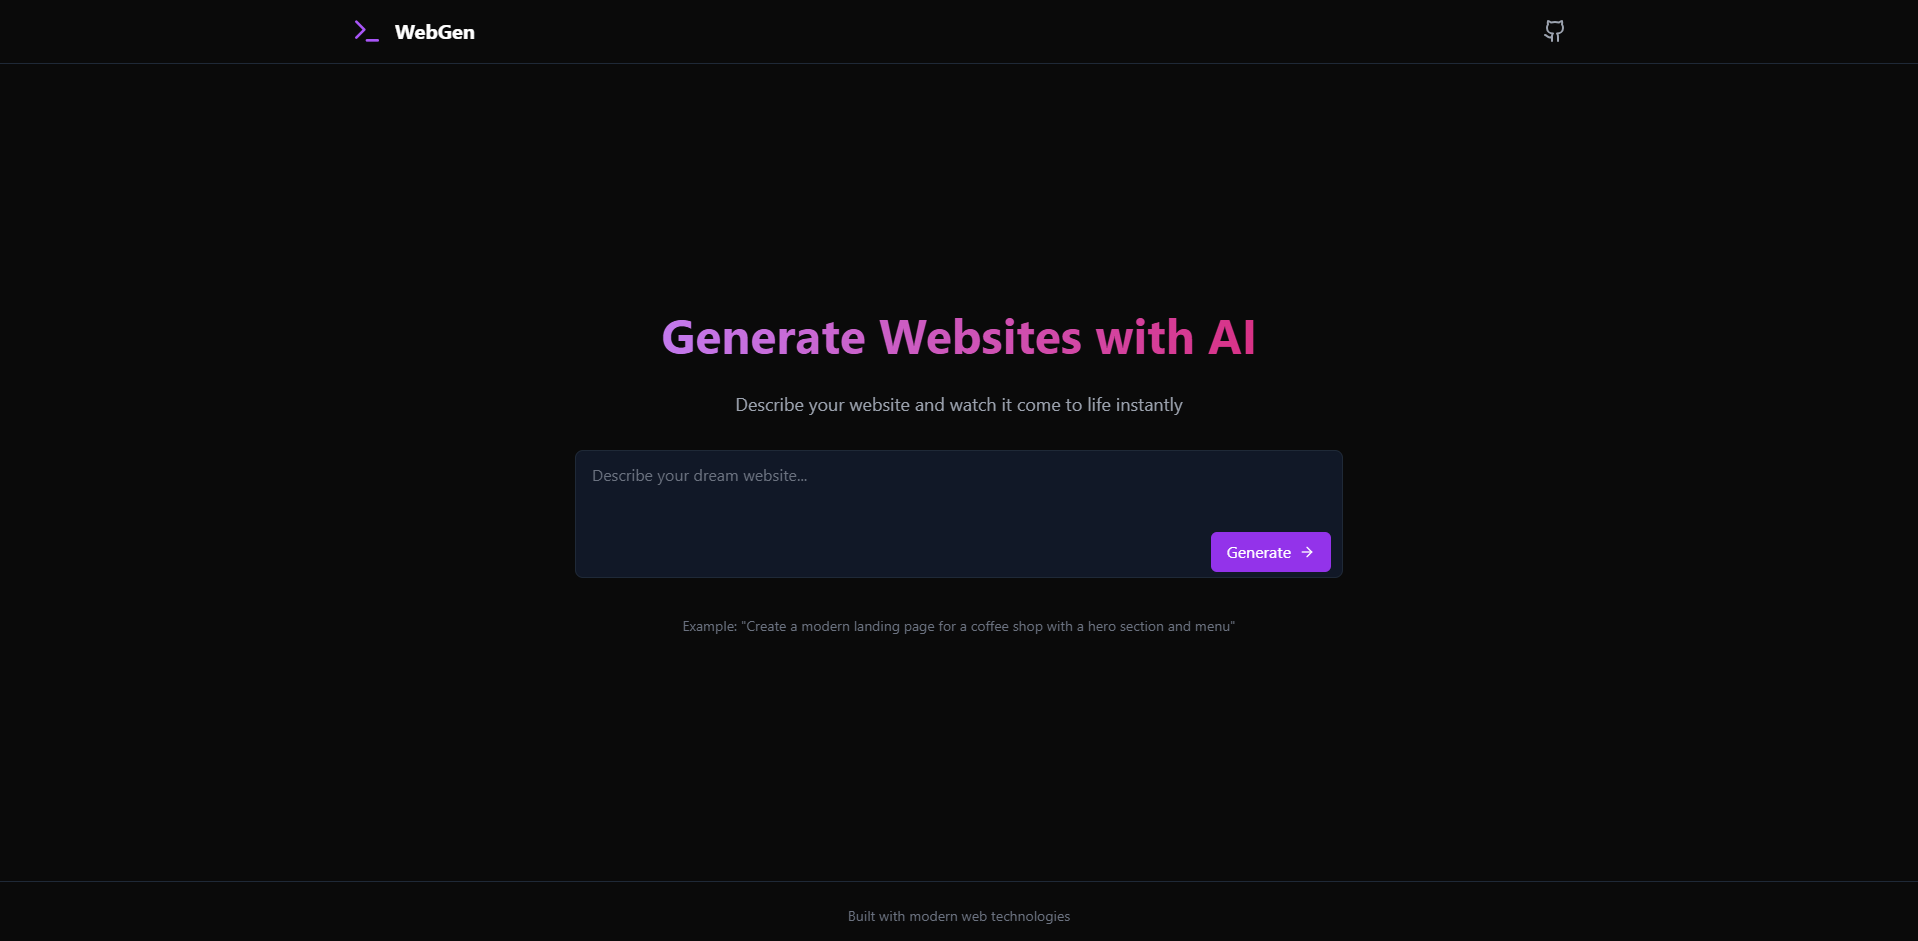 WebGen
Generate Websites with AI
Describe your website and watch it come to life instantly
Describe your dream website...
Generate →
Example: "Create a modern landing page for a coffee shop with a hero section and menu"
Built with modern web technologies